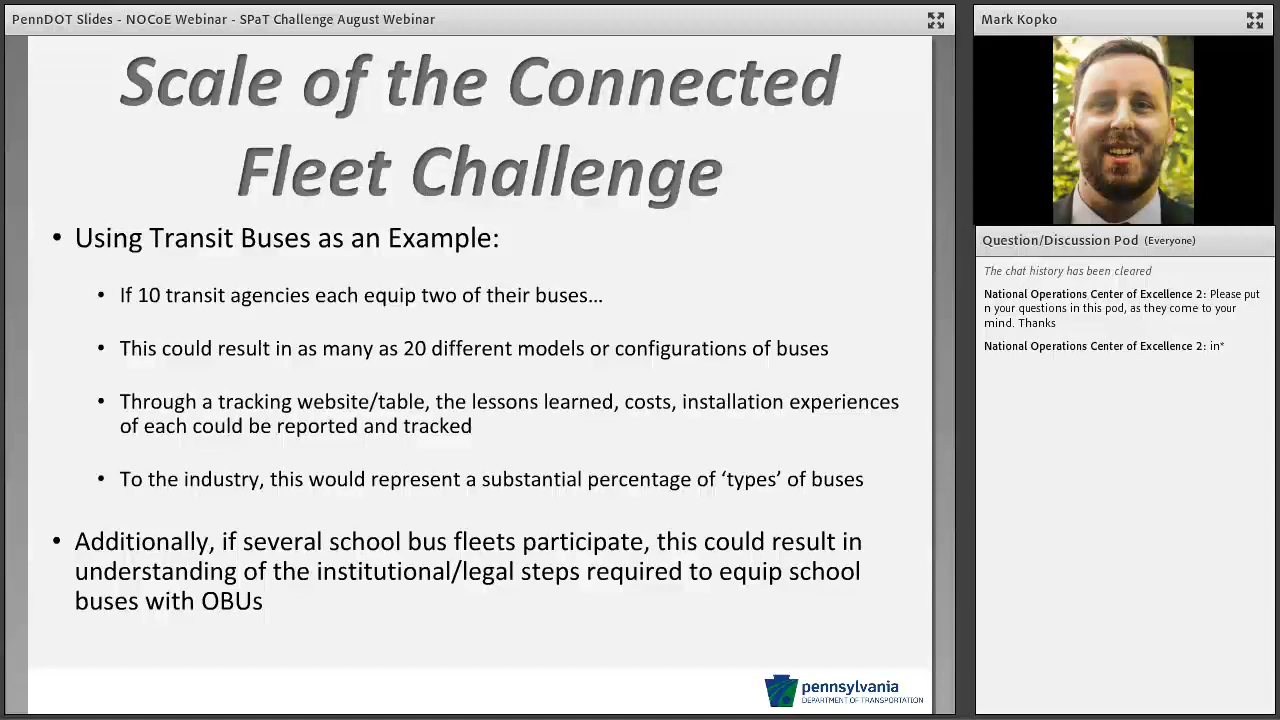 PennDOT Slides - NOCoE Webinar - SPaT Challenge August Webinar
Scale of the Connected
Fleet Challenge
• Using Transit Buses as an Example:
• If 10 transit agencies each equip two of their buses…
• This could result in as many as 20 different models or configurations of buses
• Through a tracking website/table, the lessons learned, costs, installation experiences
of each could be reported and tracked
• To the industry, this would represent a substantial percentage of ‘types’ of buses
• Additionally, if several school bus fleets participate, this could result in
understanding of the institutional/legal steps required to equip school
buses with OBUs
pennsylvania
DEPARTMENT OF TRANSPORTATION
Mark Kopko
Question/Discussion Pod (Everyone)
The chat history has been cleared
National Operations Center of Excellence 2: Please put
n your questions in this pod, as they come to your
mind. Thanks
National Operations Center of Excellence 2: in*